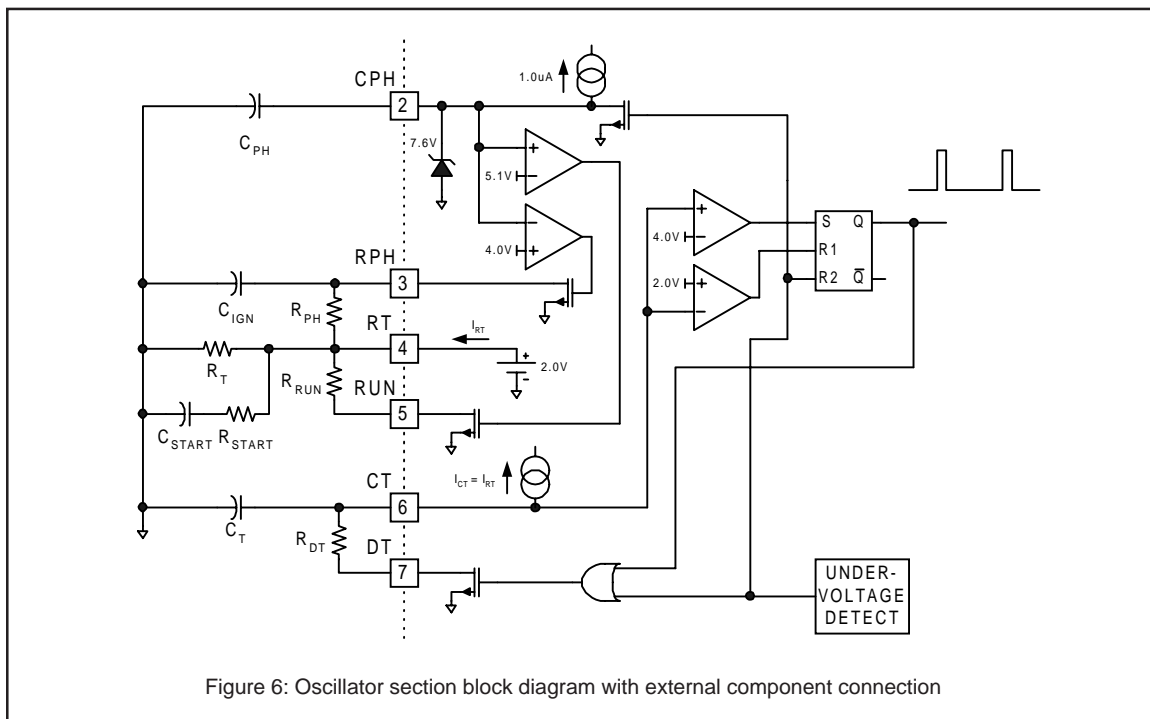 1.0uA
CPH
2
C PH
7.6V
+
5.1V
−
−
4.0V
+
+
4.0V
−
S Q
R1
R2 Q̅
2.0V
+
−
RPH
3
C IGN
R PH
RT
I RT
4
R T
+
2.0V
-
R RUN
RUN
5
C START
R START
CT
I CT = I RT
6
C T
R DT
DT
7
UNDER-
VOLTAGE
DETECT
Figure 6: Oscillator section block diagram with external component connection